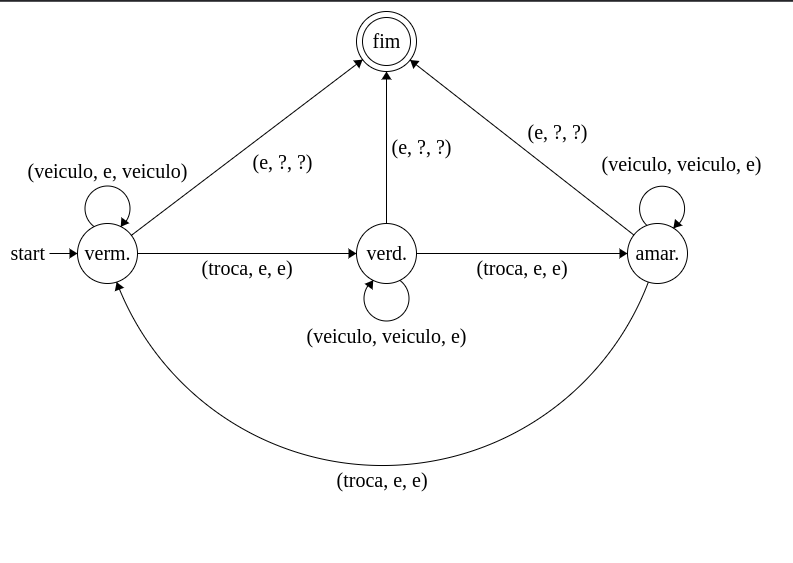 fim
(e, ?, ?)
(e, ?, ?)
(e, ?, ?)
(veiculo, e, veiculo)
(veiculo, veiculo, e)
start
verm.
verd.
amar.
(troca, e, e)
(troca, e, e)
(veiculo, veiculo, e)
(troca, e, e)